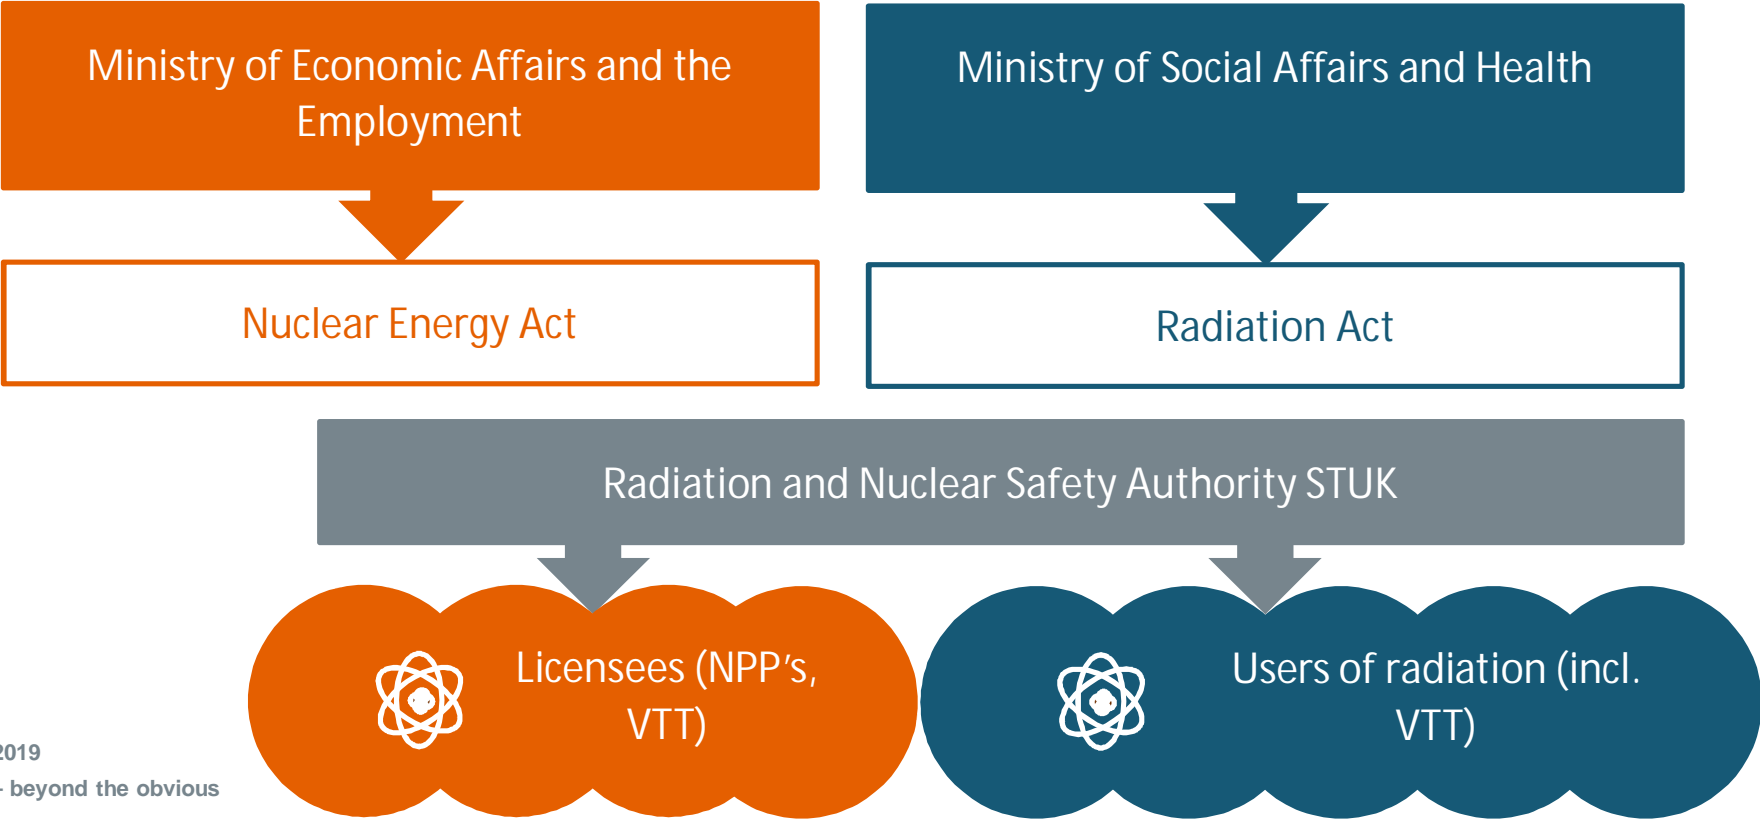 Ministry of Economic Affairs and the
Employment
Ministry of Social Affairs and Health
Nuclear Energy Act
Radiation Act
Radiation and Nuclear Safety Authority STUK
Licensees (NPP’s,
VTT)
Users of radiation (incl.
VTT)
2019
– beyond the obvious